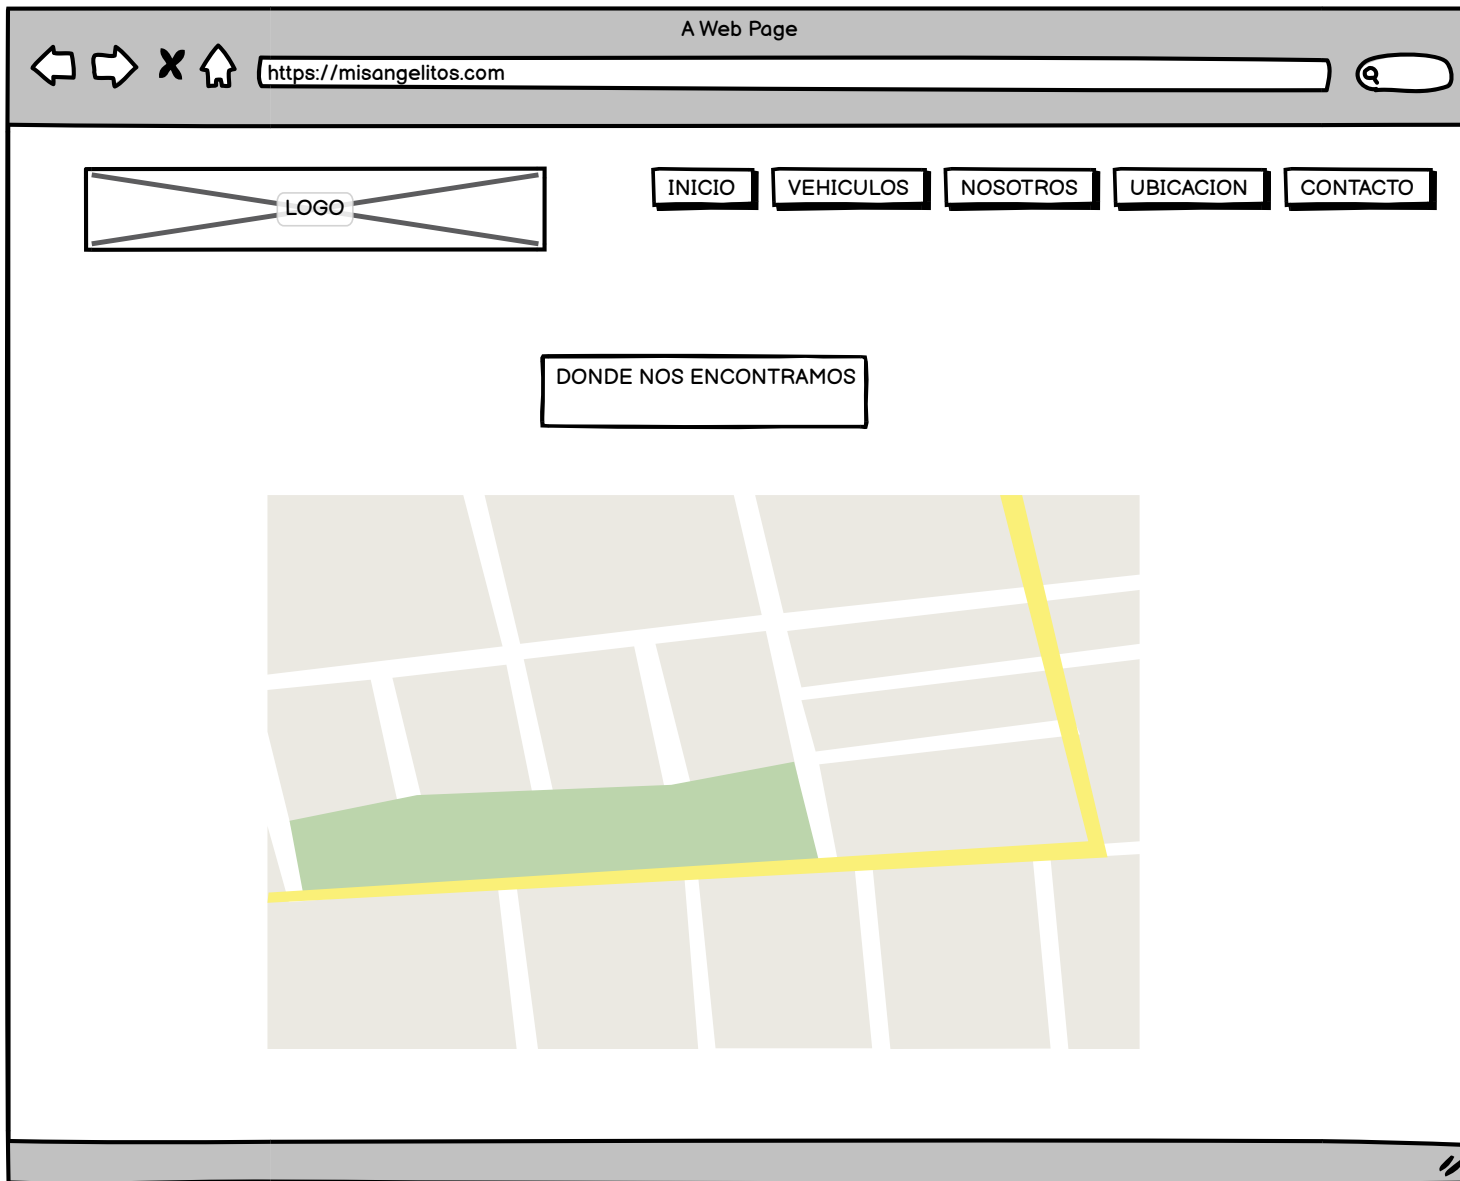 A Web Page
https://misangelitos.com
LOGO
INICIO
VEHICULOS
NOSOTROS
UBICACION
CONTACTO
DONDE NOS ENCONTRAMOS